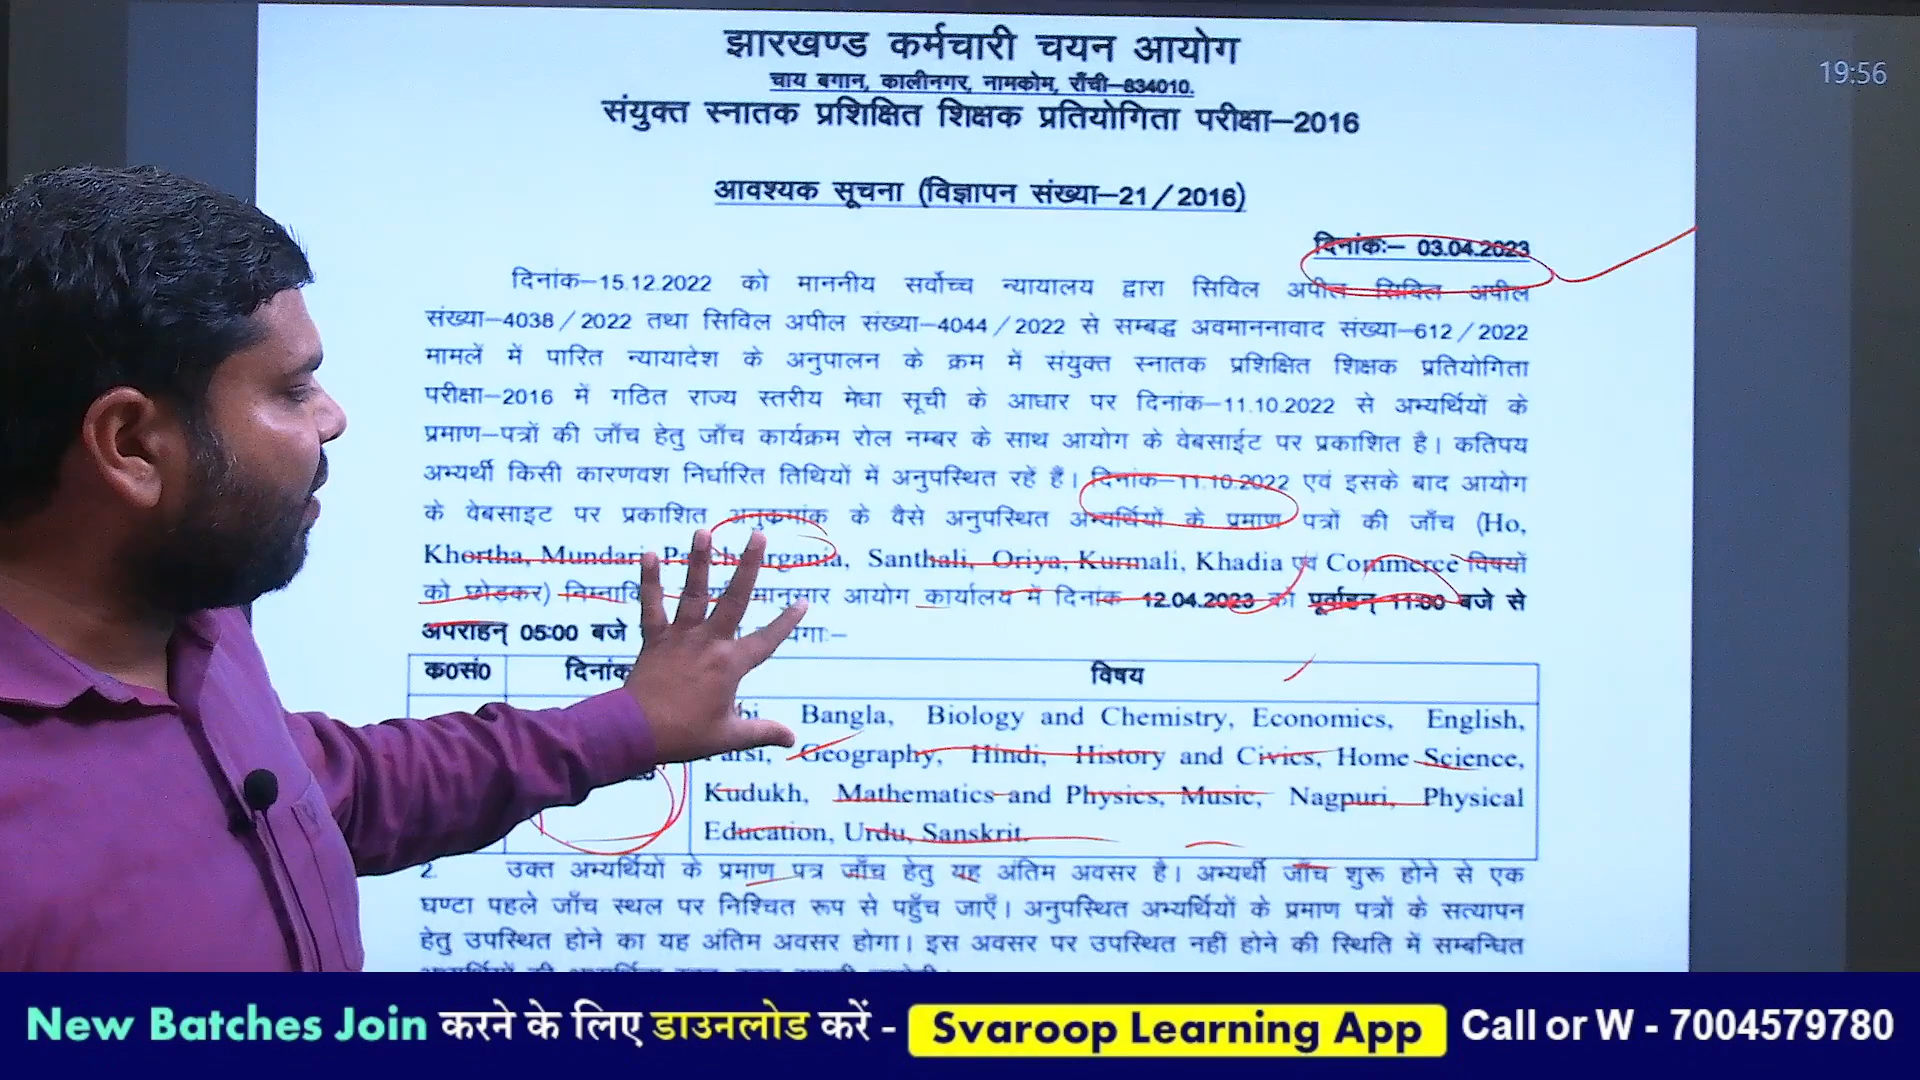 झारखण्ड कर्मचारी चयन आयोग
19:56
चाय बगान, कालीनगर, नामकोम, राँची–834010.
संयुक्त स्नातक प्रशिक्षित शिक्षक प्रतियोगिता परीक्षा–2016
आवश्यक सूचना (विज्ञापन संख्या–21/2016)
दिनांकः– 03.04.2023
दिनांक–15.12.2022 को माननीय सर्वोच्च न्यायालय द्वारा सिविल अपील सिविल अपील
संख्या–4038/2022 तथा सिविल अपील संख्या–4044/2022 से सम्बद्ध अवमाननावाद संख्या–612/2022
मामलें में पारित न्यायादेश के अनुपालन के क्रम में संयुक्त स्नातक प्रशिक्षित शिक्षक प्रतियोगिता
परीक्षा–2016 में गठित राज्य स्तरीय मेधा सूची के आधार पर दिनांक–11.10.2022 से अभ्यर्थियों के
प्रमाण–पत्रों की जाँच हेतु जाँच कार्यक्रम रोल नम्बर के साथ आयोग के वेबसाईट पर प्रकाशित है। कतिपय
अभ्यर्थी किसी कारणवश निर्धारित तिथियों में अनुपस्थित रहें हैं। दिनांक–11.10.2022 एवं इसके बाद आयोग
के वेबसाइट पर प्रकाशित अनुक्रमांक के वैसे अनुपस्थित अभ्यर्थियों के प्रमाण पत्रों की जाँच (Ho,
Khortha, Mundari, Santhali, Oriya, Kurmali, Khadia एवं Commerce विषयों
को छोड़कर) आयोग कार्यालय में दिनांक 12.04.2023 को पूर्वाहन् 11:00 बजे से
अपराहन् 05:00 बजे
क0सं0 दिनांक विषय
Bangla, Biology and Chemistry, Economics, English,
Geography, Hindi, History and Civics, Home Science,
Kudukh, Mathematics and Physics, Music, Nagpuri, Physical
Education, Urdu, Sanskrit.
2. उक्त अभ्यर्थियों के प्रमाण पत्र जाँच हेतु यह अंतिम अवसर है। अभ्यर्थी जाँच शुरू होने से एक
घण्टा पहले जाँच स्थल पर निश्चित रूप से पहुँच जाएँ। अनुपस्थित अभ्यर्थियों के प्रमाण पत्रों के सत्यापन
हेतु उपस्थित होने का यह अंतिम अवसर होगा। इस अवसर पर उपस्थित नहीं होने की स्थिति में सम्बन्धित
New Batches Join करने के लिए डाउनलोड करें - Svaroop Learning App Call or W - 7004579780